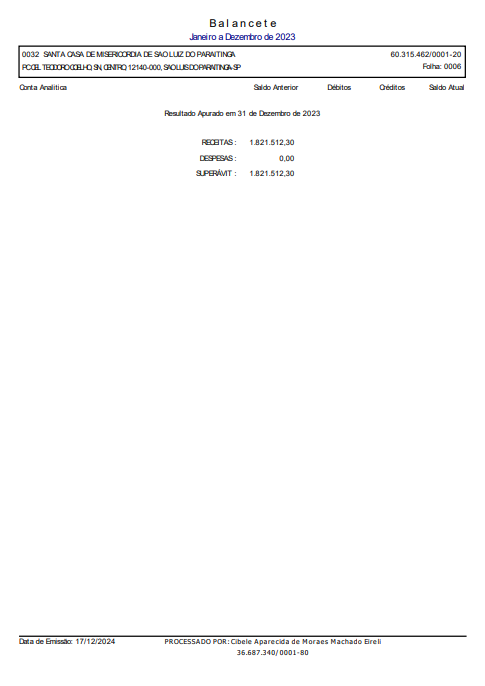 Balancete
Janeiro a Dezembro de 2023
0032 SANTA CASA DE MISERICORDIA DE SAO LUIZ DO PARAITINGA 60.315.462/0001-20
PC CEL TEODORO COELHO, SN, CENTRO, 12140-000, SAO LUIS DO PARAITINGA-SP Folha: 0006
Conta Analitica Saldo Anterior Débitos Créditos Saldo Atual
Resultado Apurado em 31 de Dezembro de 2023
RECEITAS : 1.821.512,30
DESPESAS : 0,00
SUPERÁVIT : 1.821.512,30
Data de Emissão: 17/12/2024 PROCESSADO POR: Cibele Aparecida de Moraes Machado Eireli
36.687.340/0001-80